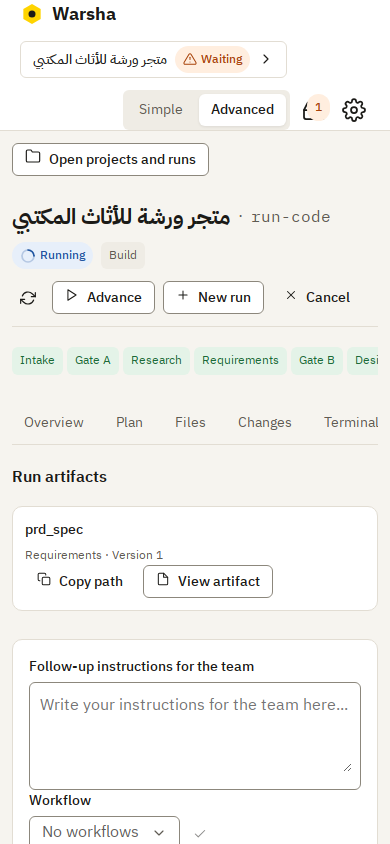 Warsha
متجر ورشة للأثاث المكتبي Waiting
Simple Advanced 1
Open projects and runs
متجر ورشة للأثاث المكتبي · run-code
Running Build
Advance New run Cancel
Intake Gate A Research Requirements Gate B Desi
Overview Plan Files Changes Terminal
Run artifacts
prd_spec
Requirements · Version 1
Copy path View artifact
Follow-up instructions for the team
Write your instructions for the team here...
Workflow
No workflows